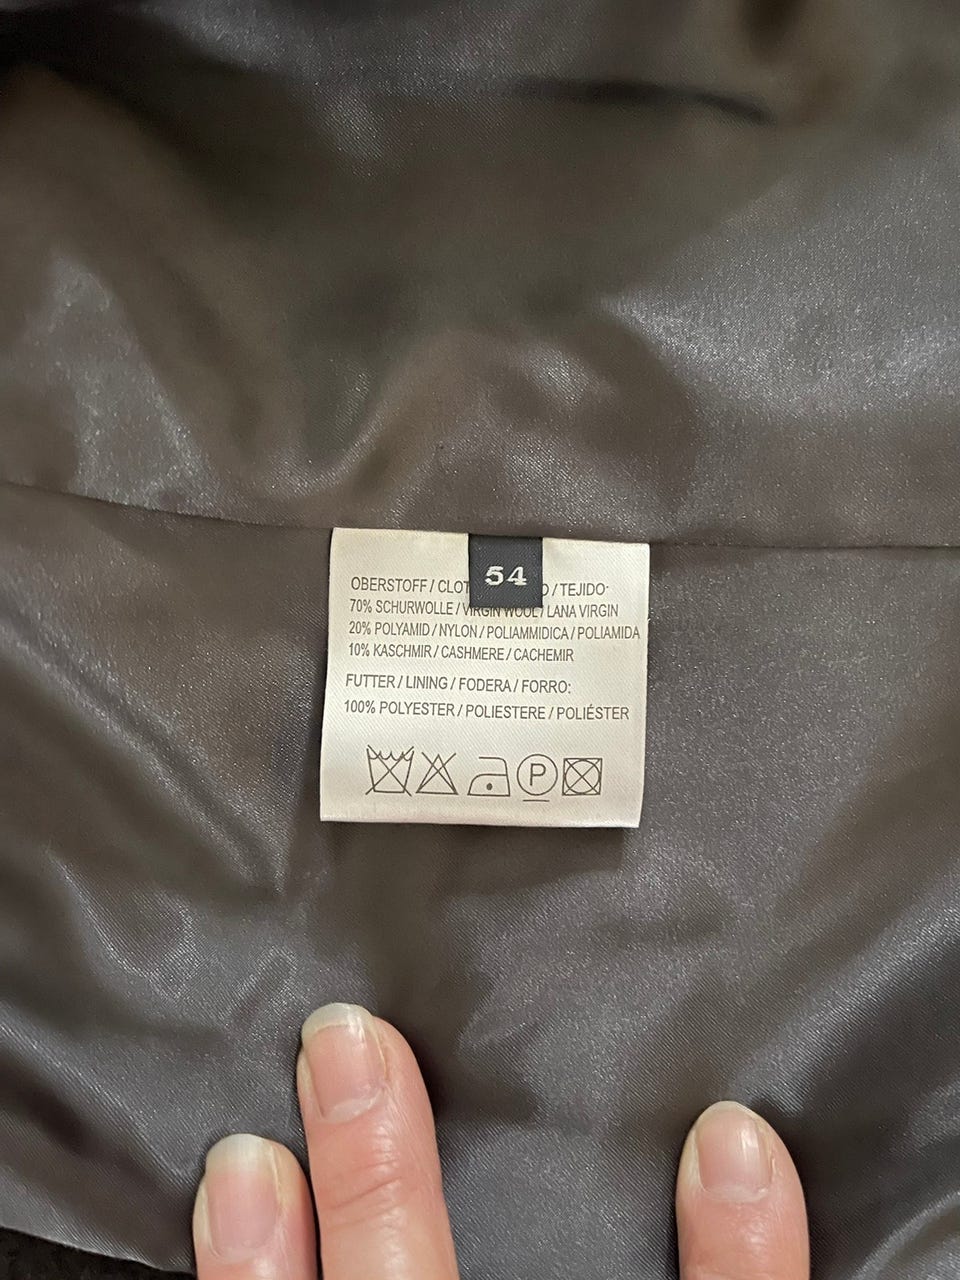 54
OBERSTOFF / CLOT O / TEJIDO
70% SCHURWOLLE / VIRGIN WOOL / LANA VIRGIN
20% POLYAMID / NYLON / POLIAMMIDICA / POLIAMIDA
10% KASCHMIR / CASHMERE / CACHEMIR
FUTTER / LINING / FODERA / FORRO:
100% POLYESTER / POLIESTERE / POLIÉSTER
P